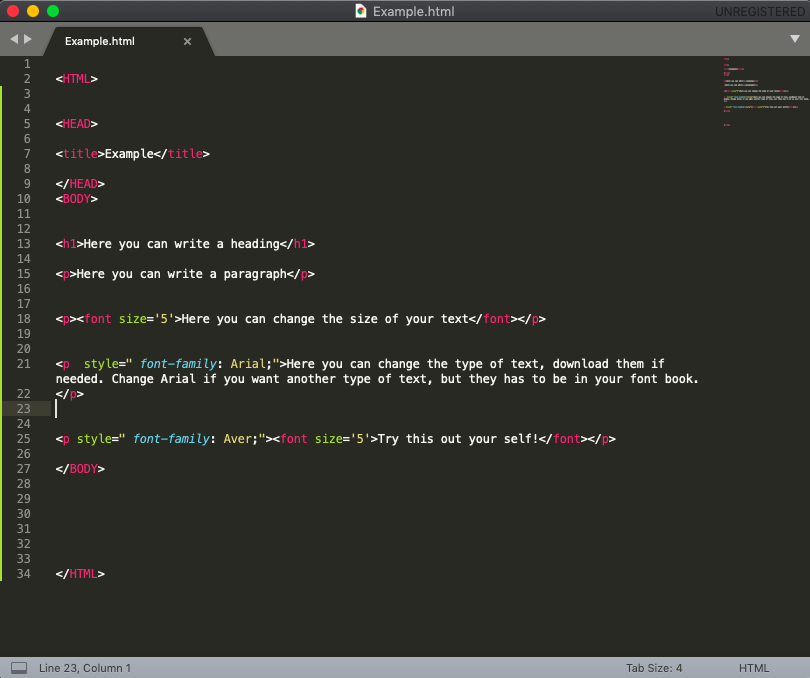 Example.html
UNREGISTERED
Example.html ×
1
2 <HTML>
3
4
5 <HEAD>
6
7 <title>Example</title>
8
9 </HEAD>
10 <BODY>
11
12
13 <h1>Here you can write a heading</h1>
14
15 <p>Here you can write a paragraph</p>
16
17
18 <p><font size='5'>Here you can change the size of your text</font></p>
19
20
21 <p  style=" font-family: Arial;">Here you can change the type of text, download them if
needed. Change Arial if you want another type of text, but they has to be in your font book.
22 </p>
23
24
25 <p style=" font-family: Aver;"><font size='5'>Try this out your self!</font></p>
26
27 </BODY>
28
29
30
31
32
33
34 </HTML>
Line 23, Column 1
Tab Size: 4
HTML